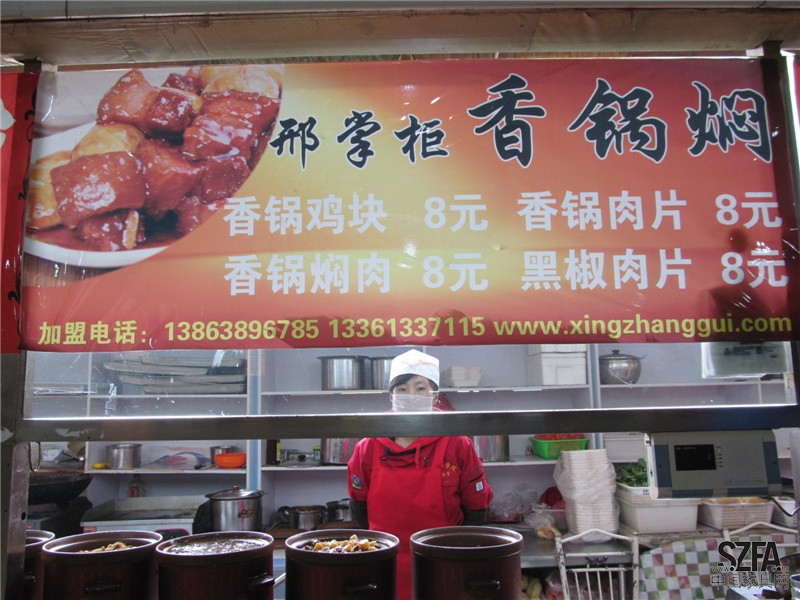 邢掌柜香锅焖
香锅鸡块 8元 香锅肉片 8元
香锅焖肉 8元 黑椒肉片 8元
加盟电话：13863896785 13361337115 www.xingzhanggui.com
SZFA